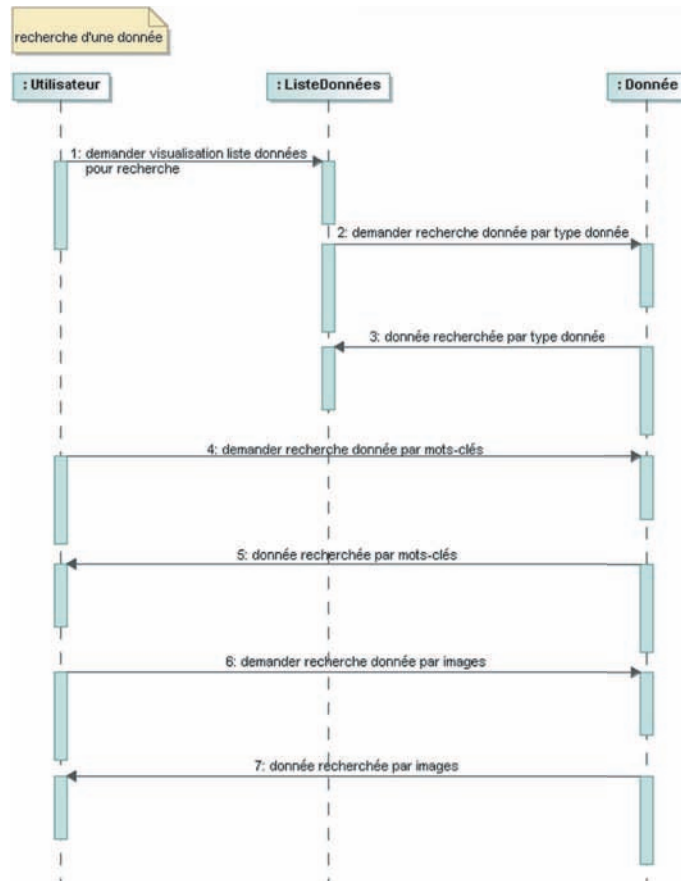 recherche d'une donnée
: Utilisateur
: ListeDonnées
: Donnée
1: demander visualisation liste données
pour recherche
2: demander recherche donnée par type donnée
3: donnée recherchée par type donnée
4: demander recherche donnée par mots-clés
5: donnée recherchée par mots-clés
6: demander recherche donnée par images
7: donnée recherchée par images